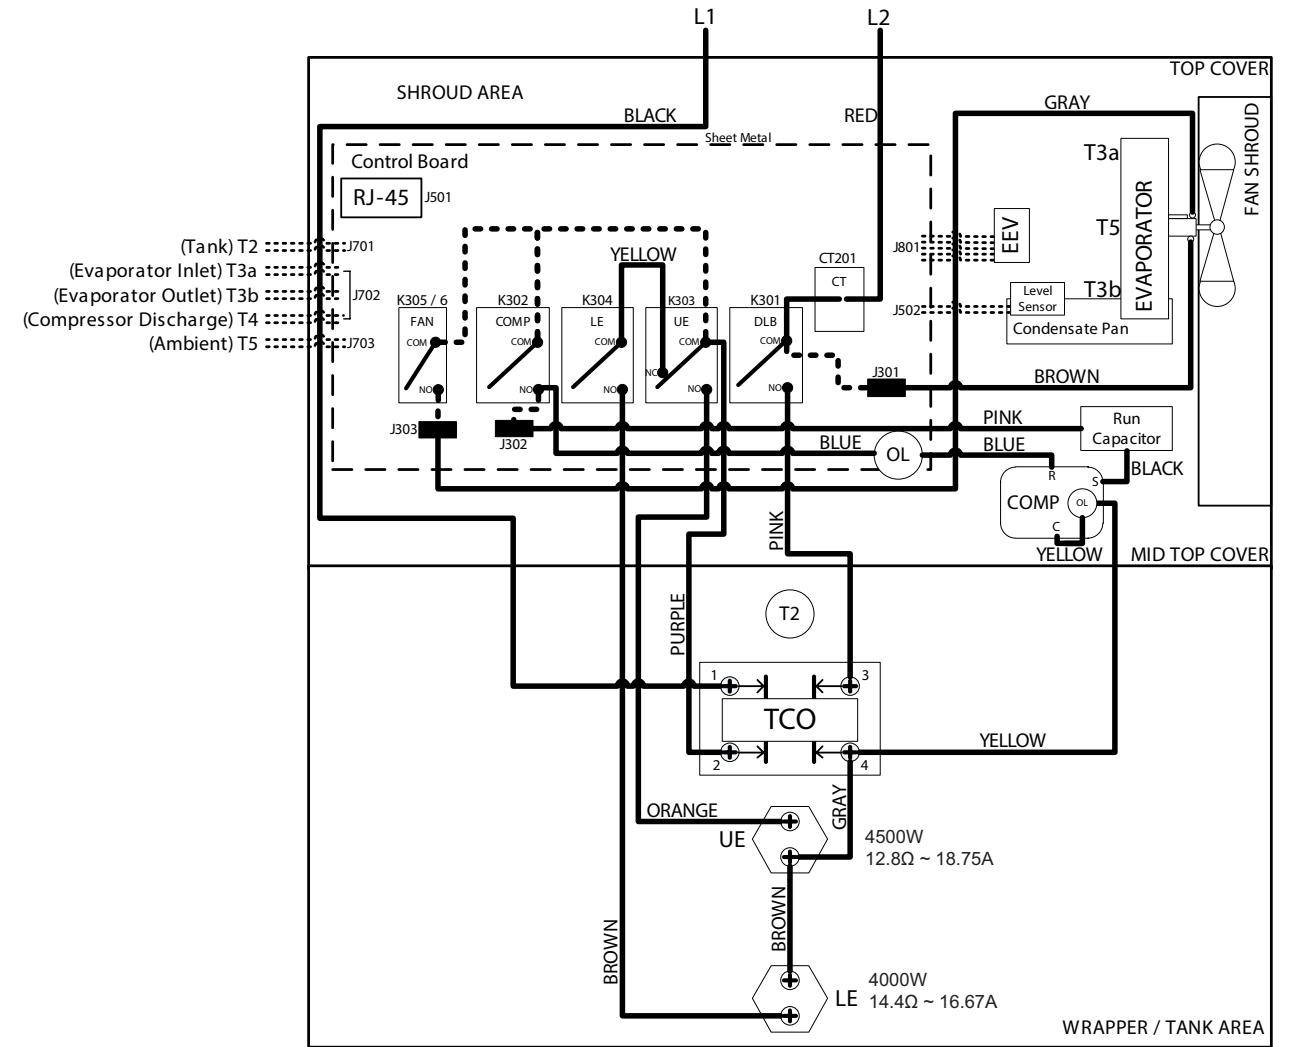 L1
L2
TOP COVER
SHROUD AREA
BLACK
RED
GRAY
Sheet Metal
Control Board
RJ-45 J501
FAN SHROUD
T3a
EVAPORATOR
T5
T3b
(Tank) T2
J701
(Evaporator Inlet) T3a
(Evaporator Outlet) T3b
J702
(Compressor Discharge) T4
(Ambient) T5
J703
YELLOW
CT201
CT
J801
EEV
J502
Level
Sensor
Condensate Pan
K305 / 6
FAN
COM
NO
K302
COMP
COM
NO
K304
LE
COM
NO
K303
UE
COM
NC
NO
K301
DLB
COM
NO
J301
BROWN
J303
J302
PINK
Run
Capacitor
BLUE
OL
BLUE
BLACK
R
S
COMP
OL
C
YELLOW
MID TOP COVER
PINK
PURPLE
T2
1
3
TCO
2
4
YELLOW
ORANGE
GRAY
UE
4500W
12.8Ω ~ 18.75A
BROWN
BROWN
LE
4000W
14.4Ω ~ 16.67A
WRAPPER / TANK AREA